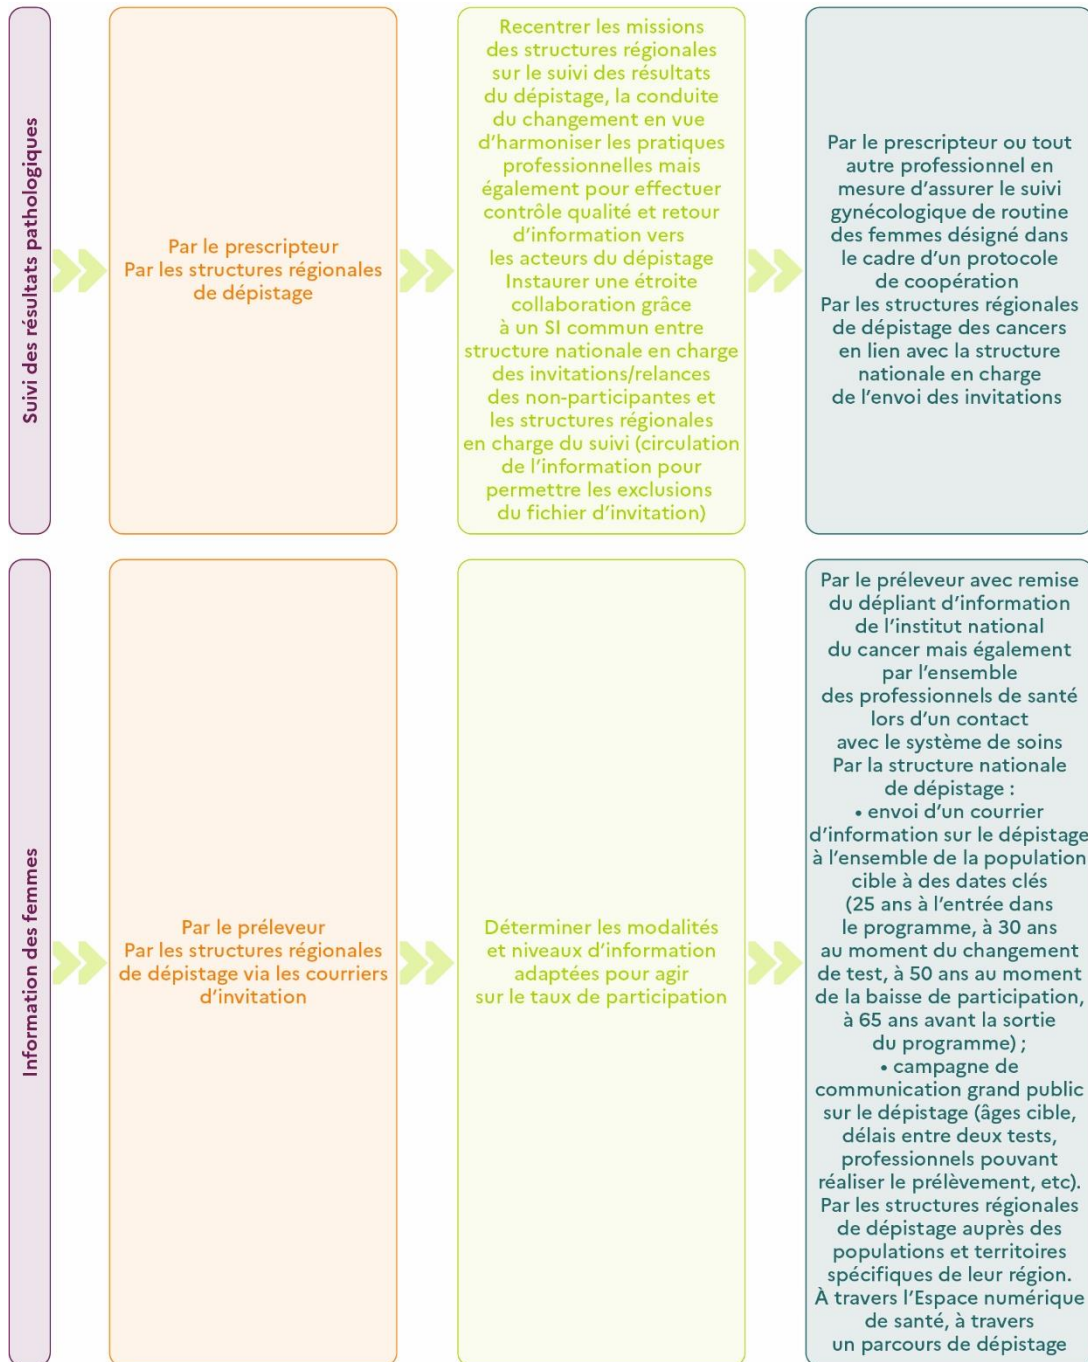 Suivi des résultats pathologiques
Par le prescripteur
Par les structures régionales
de dépistage
Recentrer les missions
des structures régionales
sur le suivi des résultats
du dépistage, la conduite
du changement en vue
d’harmoniser les pratiques
professionnelles mais
également pour effectuer
contrôle qualité et retour
d’information vers
les acteurs du dépistage
Instaurer une étroite
collaboration grâce
à un SI commun entre
structure nationale en charge
des invitations/relances
des non-participantes et
les structures régionales
en charge du suivi (circulation
de l’information pour
permettre les exclusions
du fichier d’invitation)
Par le prescripteur ou tout
autre professionnel en
mesure d’assurer le suivi
gynécologique de routine
des femmes désigné dans
le cadre d’un protocole
de coopération
Par les structures régionales
de dépistage des cancers
en lien avec la structure
nationale en charge
de l’envoi des invitations
Information des femmes
Par le préleveur
Par les structures régionales
de dépistage via les courriers
d’invitation
Déterminer les modalités
et niveaux d’information
adaptées pour agir
sur le taux de participation
Par le préleveur avec remise
du dépliant d’information
de l’institut national
du cancer mais également
par l’ensemble
des professionnels de santé
lors d’un contact
avec le système de soins
Par la structure nationale
de dépistage :
• envoi d’un courrier
d’information sur le dépistage
à l’ensemble de la population
cible à des dates clés
(25 ans à l’entrée dans
le programme, à 30 ans
au moment du changement
de test, à 50 ans au moment
de la baisse de participation,
à 65 ans avant la sortie
du programme) ;
• campagne de
communication grand public
sur le dépistage (âges cible,
délais entre deux tests,
professionnels pouvant
réaliser le prélèvement, etc).
Par les structures régionales
de dépistage auprès des
populations et territoires
spécifiques de leur région.
À travers l’Espace numérique
de santé, à travers
un parcours de dépistage